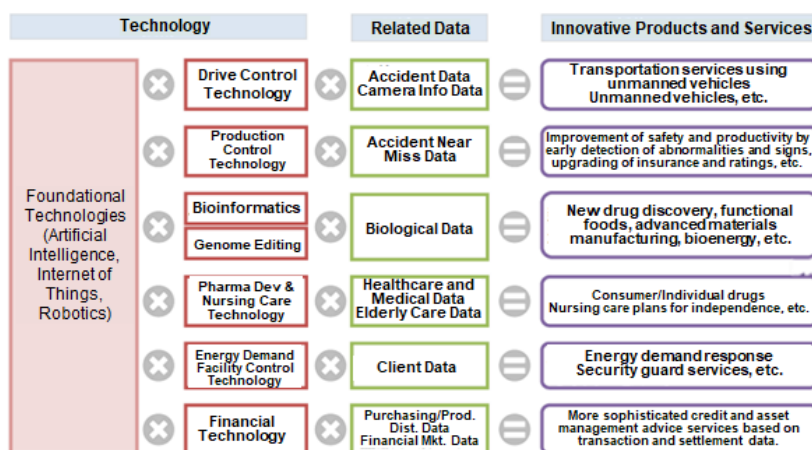 Technology
Related Data
Innovative Products and Services
Foundational
Technologies
(Artificial
Intelligence,
Internet of
Things,
Robotics)
Drive Control
Technology
Accident Data
Camera Info Data
Transportation services using
unmanned vehicles
Unmanned vehicles, etc.
Production
Control
Technology
Accident Near
Miss Data
Improvement of safety and productivity by
early detection of abnormalities and signs,
upgrading of insurance and ratings, etc.
Bioinformatics
Genome Editing
Biological Data
New drug discovery, functional
foods, advanced materials
manufacturing, bioenergy, etc.
Pharma Dev &
Nursing Care
Technology
Healthcare and
Medical Data
Elderly Care Data
Consumer/Individual drugs
Nursing care plans for independence, etc.
Energy Demand
Facility Control
Technology
Client Data
Energy demand response
Security guard services, etc.
Financial
Technology
Purchasing/Prod.
Dist. Data
Financial Mkt. Data
More sophisticated credit and asset
management advice services based on
transaction and settlement data.